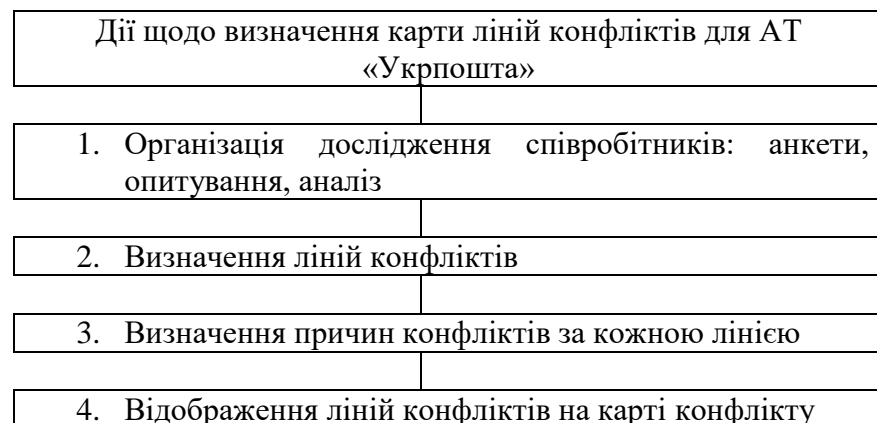 Дії щодо визначення карти ліній конфліктів для АТ
«Укрпошта»
1. Організація дослідження співробітників: анкети,
опитування, аналіз
2. Визначення ліній конфліктів
3. Визначення причин конфліктів за кожною лінією
4. Відображення ліній конфліктів на карті конфлікту